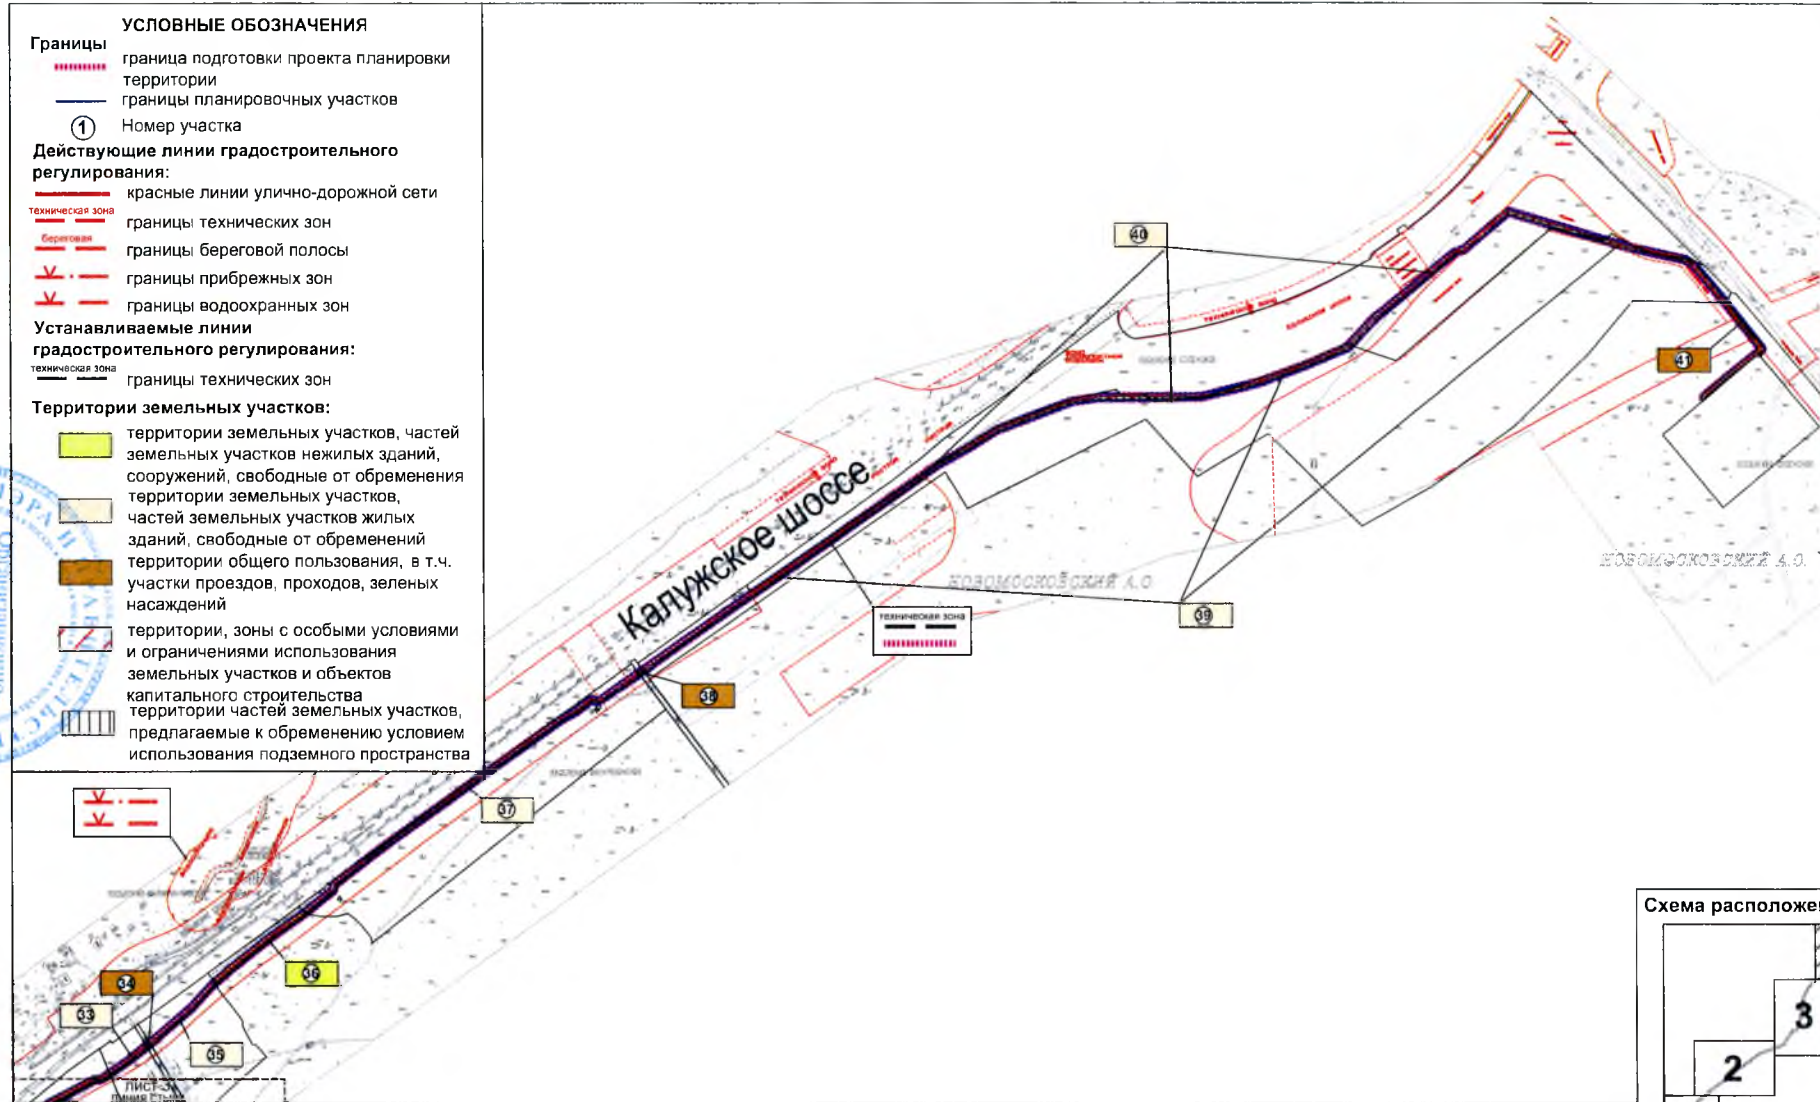 УСЛОВНЫЕ ОБОЗНАЧЕНИЯ
Границы
граница подготовки проекта планировки
территории
границы планировочных участков
1 Номер участка
Действующие линии градостроительного
регулирования:
красные линии улично-дорожной сети
техническая зона
границы технических зон
береговая
границы береговой полосы
границы прибрежных зон
границы водоохранных зон
Устанавливаемые линии
градостроительного регулирования:
техническая зона
границы технических зон
Территории земельных участков:
территории земельных участков, частей
земельных участков нежилых зданий,
сооружений, свободные от обременения
территории земельных участков,
частей земельных участков жилых
зданий, свободные от обременений
территории общего пользования, в т.ч.
участки проездов, проходов, зеленых
насаждений
территории, зоны с особыми условиями
и ограничениями использования
земельных участков и объектов
капитального строительства
территории частей земельных участков,
предлагаемые к обременению условием
использования подземного пространства
40
41
Калужское шоссе
НОВОМОСКОВСКИЙ А.О.
НОВОМОСКОВСКИЙ А.О.
техническая зона
39
38
37
36
34
33
35
ЛИСТ-3
Схема расположе
3
2